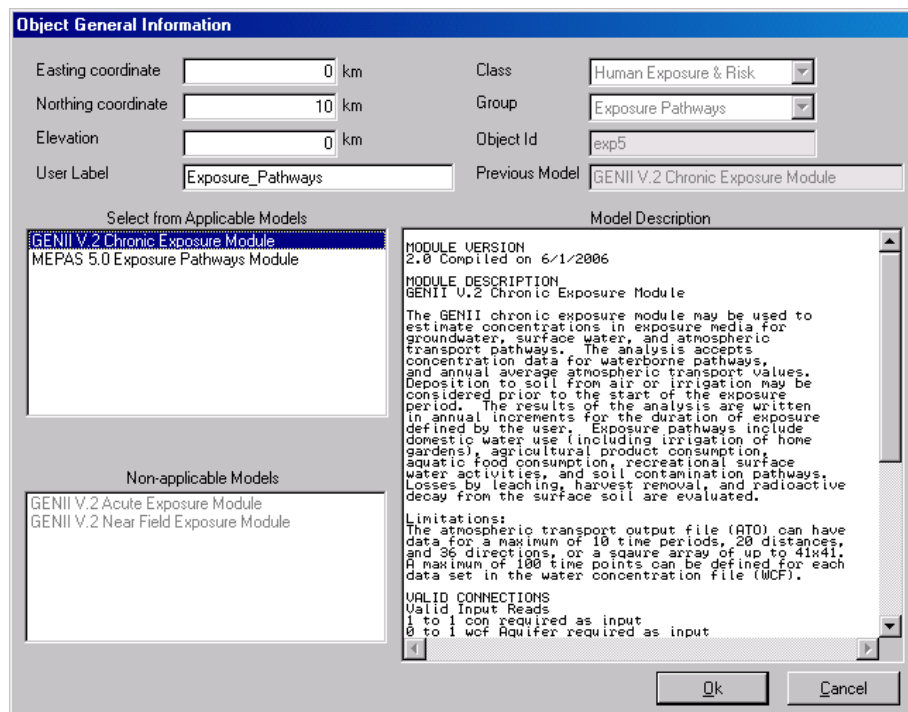 Object General Information
Easting coordinate 0 km
Northing coordinate 10 km
Elevation 0 km
User Label Exposure_Pathways
Class Human Exposure & Risk
Group Exposure Pathways
Object Id exp5
Previous Model GENII V.2 Chronic Exposure Module
Select from Applicable Models
GENII V.2 Chronic Exposure Module
MEPAS 5.0 Exposure Pathways Module
Non-applicable Models
GENII V.2 Acute Exposure Module
GENII V.2 Near Field Exposure Module
Model Description
MODULE VERSION
2.0 Compiled on 6/1/2006
MODULE DESCRIPTION
GENII V.2 Chronic Exposure Module
The GENII chronic exposure module may be used to
estimate concentrations in exposure media for
groundwater, surface water, and atmospheric
transport pathways. The analysis accepts
concentration data for waterborne pathways,
and annual average atmospheric transport values.
Deposition to soil from air or irrigation may be
considered prior to the start of the exposure
period. The results of the analysis are written
in annual increments for the duration of exposure
defined by the user. Exposure pathways include
domestic water use (including irrigation of home
gardens), agricultural product consumption,
aquatic food consumption, recreational surface
water activities, and soil contamination pathways.
Losses by leaching, harvest removal, and radioactive
decay from the surface soil are evaluated.
Limitations:
The atmospheric transport output file (ATO) can have
data for a maximum of 10 time periods, 20 distances,
and 36 directions, or a sqaure array of up to 41x41.
A maximum of 100 time points can be defined for each
data set in the water concentration file (WCF).
VALID CONNECTIONS
Valid Input Reads
1 to 1 con required as input
0 to 1 wcf Aquifer required as input
Ok
Cancel